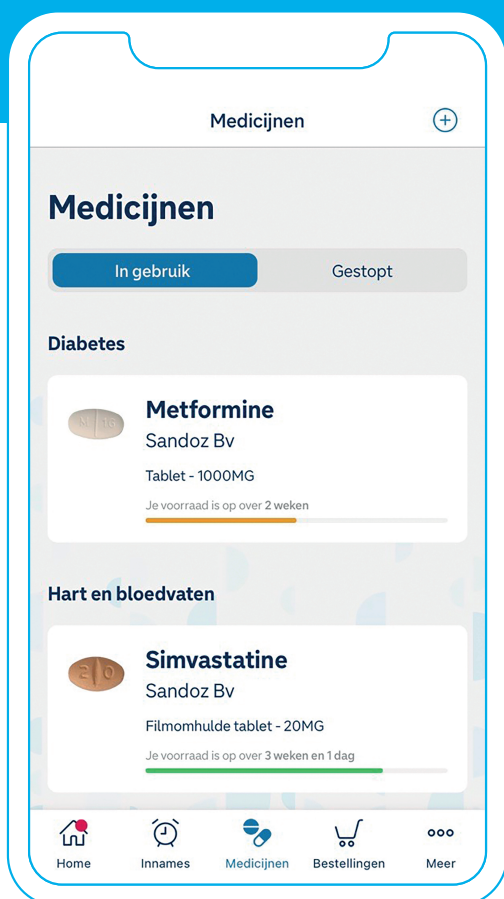 Medicijnen
Medicijnen
In gebruik
Gestopt
Diabetes
Metformine
Sandoz Bv
Tablet - 1000MG
Je voorraad is op over 2 weken
Hart en bloedvaten
2 0
Simvastatine
Sandoz Bv
Filmomhulde tablet - 20MG
Je voorraad is op over 3 weken en 1 dag
Home
Innames
Medicijnen
Bestellingen
Meer